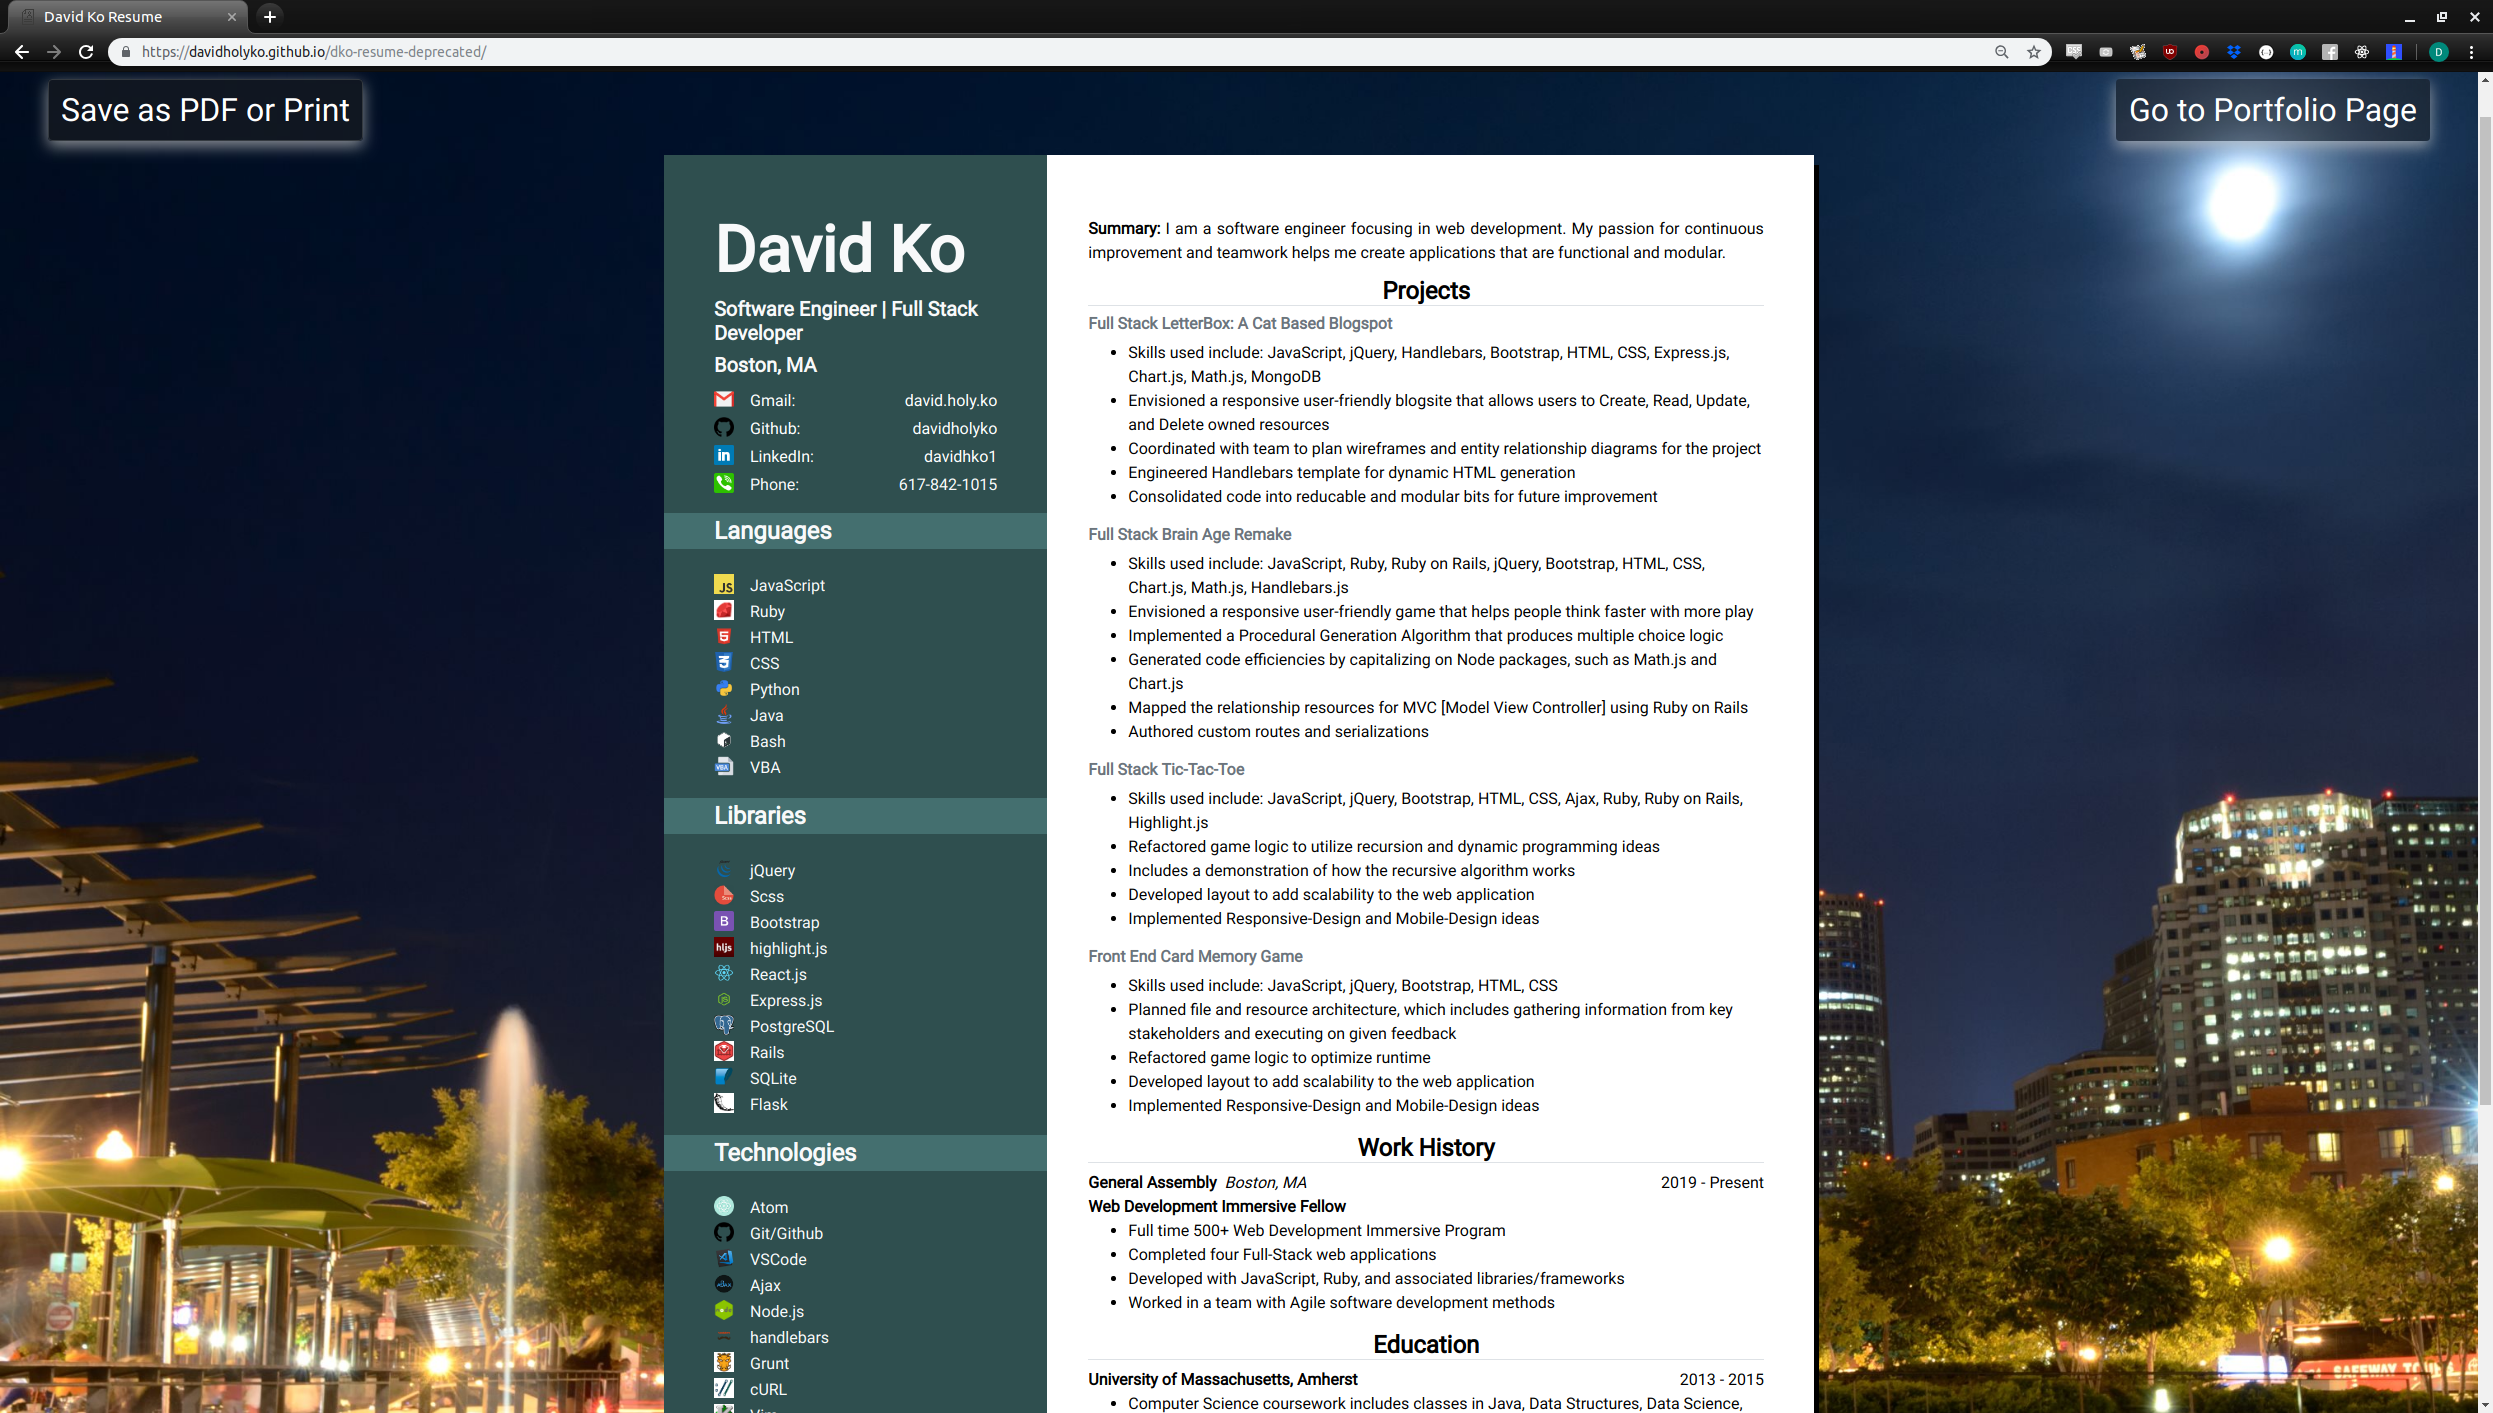 David Ko Resume
https://davidholyko.github.io/dko-resume-deprecated/
Save as PDF or Print
Go to Portfolio Page
David Ko
Software Engineer | Full Stack
Developer
Boston, MA
Gmail: david.holy.ko
Github: davidholyko
LinkedIn: davidhko1
Phone: 617-842-1015
Languages
JavaScript
Ruby
HTML
CSS
Python
Java
Bash
VBA
Libraries
jQuery
Scss
Bootstrap
highlight.js
React.js
Express.js
PostgreSQL
Rails
SQLite
Flask
Technologies
Atom
Git/Github
VSCode
Ajax
Node.js
handlebars
Grunt
cURL
Summary: I am a software engineer focusing in web development. My passion for continuous
improvement and teamwork helps me create applications that are functional and modular.
Projects
Full Stack LetterBox: A Cat Based Blogspot
• Skills used include: JavaScript, jQuery, Handlebars, Bootstrap, HTML, CSS, Express.js,
Chart.js, Math.js, MongoDB
• Envisioned a responsive user-friendly blogsite that allows users to Create, Read, Update,
and Delete owned resources
• Coordinated with team to plan wireframes and entity relationship diagrams for the project
• Engineered Handlebars template for dynamic HTML generation
• Consolidated code into reducable and modular bits for future improvement
Full Stack Brain Age Remake
• Skills used include: JavaScript, Ruby, Ruby on Rails, jQuery, Bootstrap, HTML, CSS,
Chart.js, Math.js, Handlebars.js
• Envisioned a responsive user-friendly game that helps people think faster with more play
• Implemented a Procedural Generation Algorithm that produces multiple choice logic
• Generated code efficiencies by capitalizing on Node packages, such as Math.js and
Chart.js
• Mapped the relationship resources for MVC [Model View Controller] using Ruby on Rails
• Authored custom routes and serializations
Full Stack Tic-Tac-Toe
• Skills used include: JavaScript, jQuery, Bootstrap, HTML, CSS, Ajax, Ruby, Ruby on Rails,
Highlight.js
• Refactored game logic to utilize recursion and dynamic programming ideas
• Includes a demonstration of how the recursive algorithm works
• Developed layout to add scalability to the web application
• Implemented Responsive-Design and Mobile-Design ideas
Front End Card Memory Game
• Skills used include: JavaScript, jQuery, Bootstrap, HTML, CSS
• Planned file and resource architecture, which includes gathering information from key
stakeholders and executing on given feedback
• Refactored game logic to optimize runtime
• Developed layout to add scalability to the web application
• Implemented Responsive-Design and Mobile-Design ideas
Work History
General Assembly Boston, MA 2019 - Present
Web Development Immersive Fellow
• Full time 500+ Web Development Immersive Program
• Completed four Full-Stack web applications
• Developed with JavaScript, Ruby, and associated libraries/frameworks
• Worked in a team with Agile software development methods
Education
University of Massachusetts, Amherst 2013 - 2015
• Computer Science coursework includes classes in Java, Data Structures, Data Science,